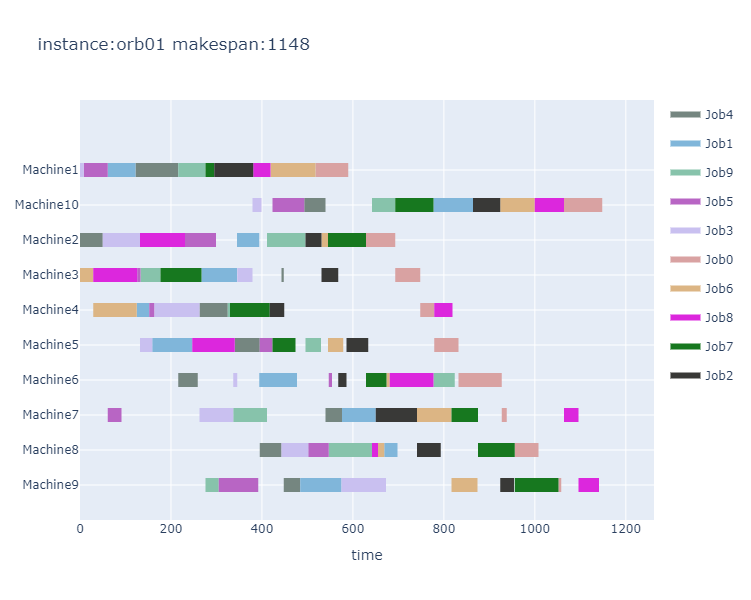 instance:orb01 makespan:1148
Machine1
Machine10
Machine2
Machine3
Machine4
Machine5
Machine6
Machine7
Machine8
Machine9
0 200 400 600 800 1000 1200
time
Job4
Job1
Job9
Job5
Job3
Job0
Job6
Job8
Job7
Job2